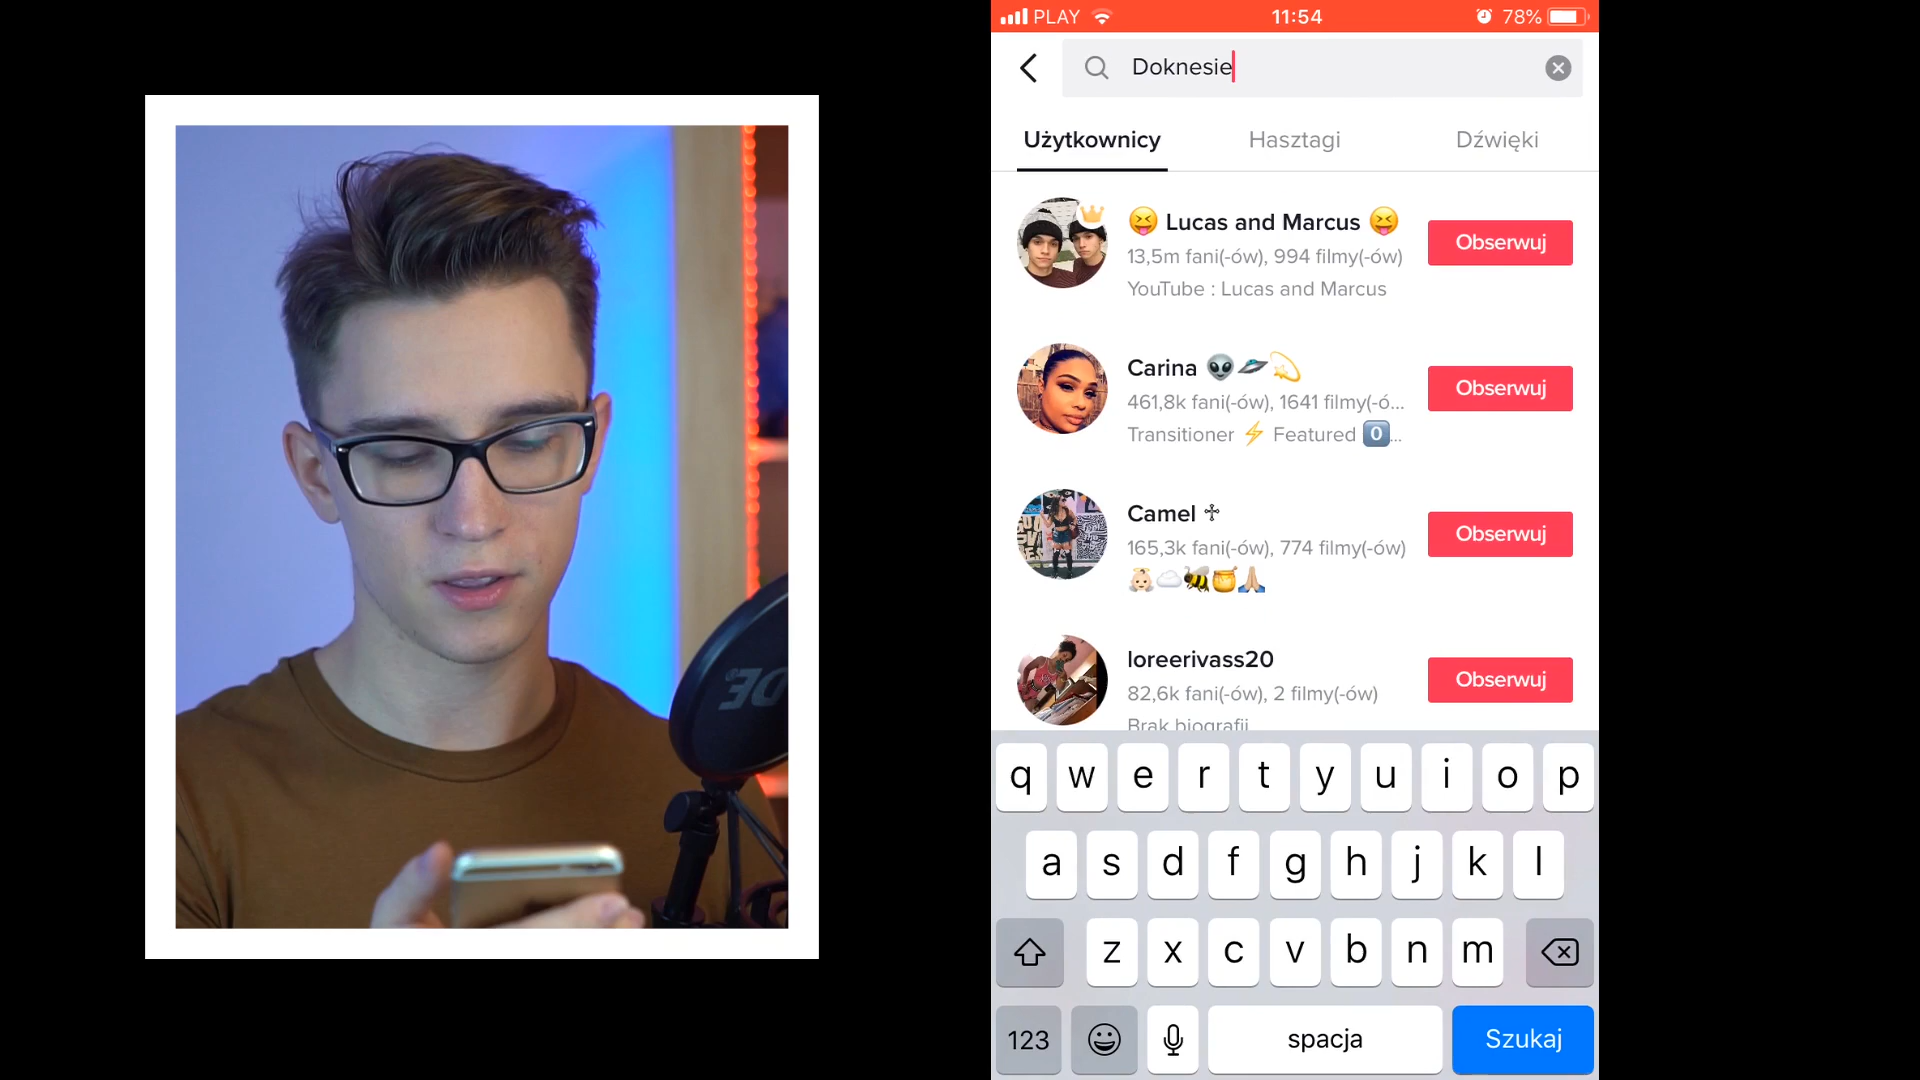 PLAY 11:54 78%
Doknesie
Użytkownicy Hasztagi Dźwięki
😝 Lucas and Marcus 😝
13,5m fani(-ów), 994 filmy(-ów)
YouTube : Lucas and Marcus
Obserwuj
Carina 👽🛸💫
461,8k fani(-ów), 1641 filmy(-ó...
Transitioner ⚡ Featured 0️⃣...
Obserwuj
Camel ♱
165,3k fani(-ów), 774 filmy(-ów)
👼🏼☁️🐝🍯🙏🏼
Obserwuj
loreerivass20
82,6k fani(-ów), 2 filmy(-ów)
Brak biografii
Obserwuj
q w e r t y u i o p
a s d f g h j k l
z x c v b n m
123 spacja Szukaj